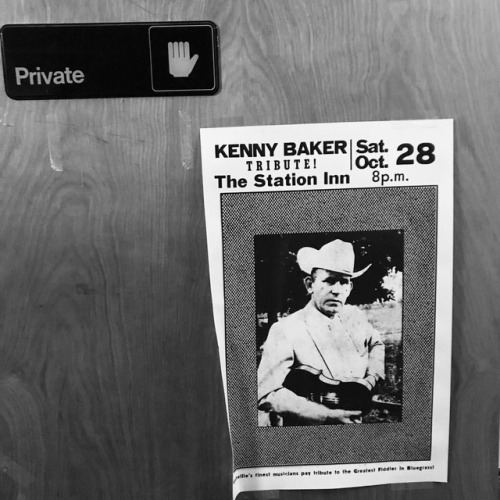 Private
KENNY BAKER
TRIBUTE!
The Station Inn
Sat.
Oct. 28
8p.m.
finest musicians pay tribute to the Greatest Fiddler in Bluegrass!